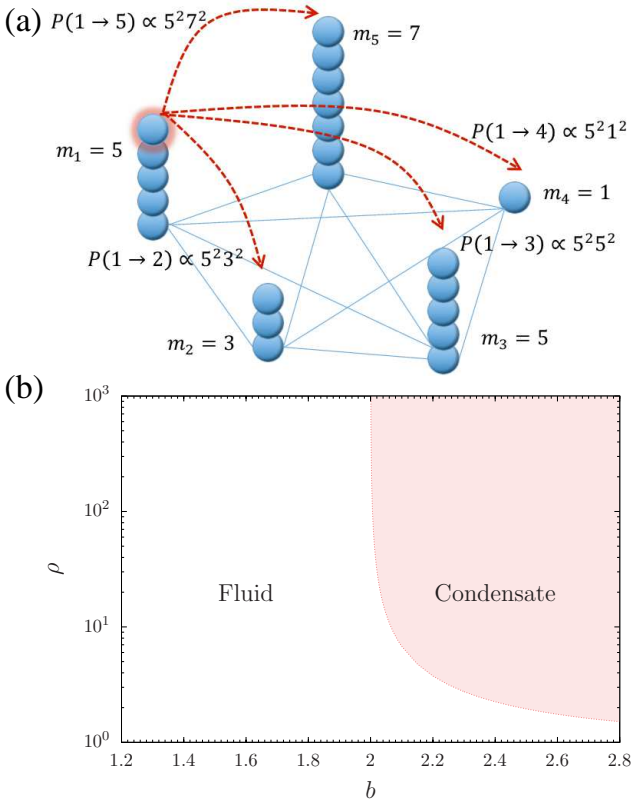 (a)
P(1 → 5) ∝ 5²7²
m₅ = 7
P(1 → 4) ∝ 5²1²
m₁ = 5
m₄ = 1
P(1 → 3) ∝ 5²5²
P(1 → 2) ∝ 5²3²
m₂ = 3
m₃ = 5
(b)
10³
10²
ρ
Fluid
Condensate
10¹
10⁰
1.2 1.4 1.6 1.8 2 2.2 2.4 2.6 2.8
b